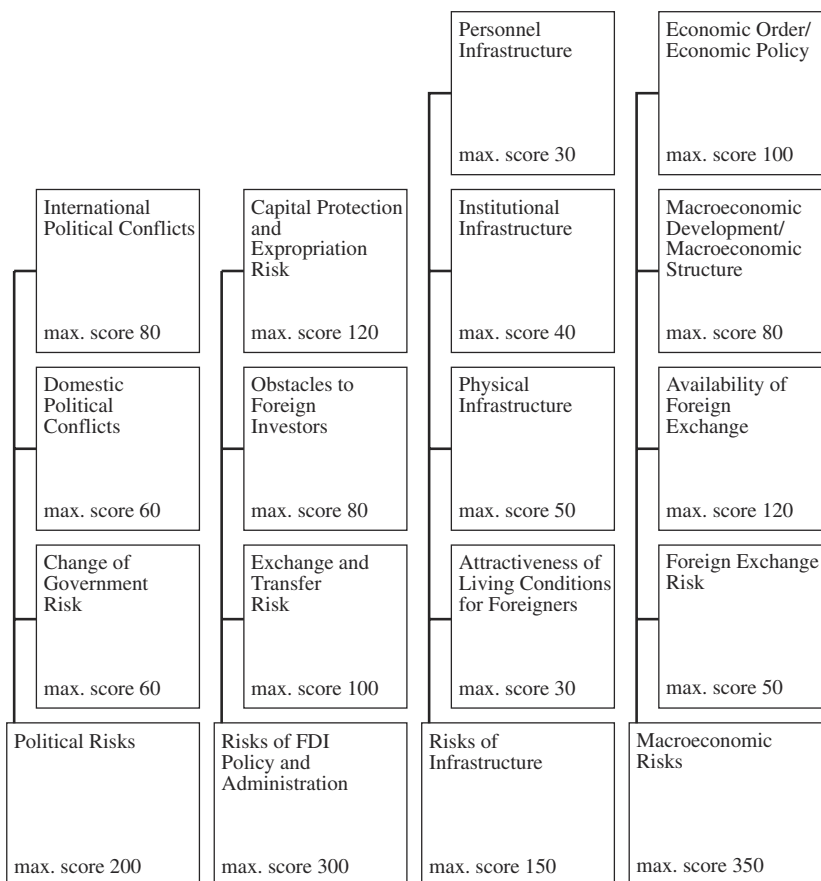 Personnel
Infrastructure
max. score 30
Economic Order/
Economic Policy
max. score 100
International
Political Conflicts
max. score 80
Capital Protection
and
Expropriation
Risk
max. score 120
Institutional
Infrastructure
max. score 40
Macroeconomic
Development/
Macroeconomic
Structure
max. score 80
Domestic
Political
Conflicts
max. score 60
Obstacles to
Foreign
Investors
max. score 80
Physical
Infrastructure
max. score 50
Availability of
Foreign
Exchange
max. score 120
Change of
Government
Risk
max. score 60
Exchange and
Transfer
Risk
max. score 100
Attractiveness of
Living Conditions
for Foreigners
max. score 30
Foreign Exchange
Risk
max. score 50
Political Risks
max. score 200
Risks of FDI
Policy and
Administration
max. score 300
Risks of
Infrastructure
max. score 150
Macroeconomic
Risks
max. score 350